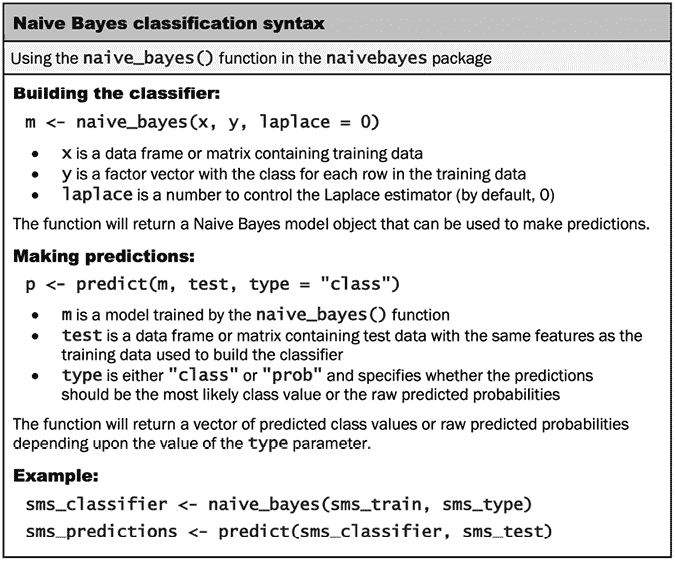 Naive Bayes classification syntax
Using the naive_bayes() function in the naivebayes package
Building the classifier:
m <- naive_bayes(x, y, laplace = 0)
• x is a data frame or matrix containing training data
• y is a factor vector with the class for each row in the training data
• laplace is a number to control the Laplace estimator (by default, 0)
The function will return a Naive Bayes model object that can be used to make predictions.
Making predictions:
p <- predict(m, test, type = "class")
• m is a model trained by the naive_bayes() function
• test is a data frame or matrix containing test data with the same features as the
training data used to build the classifier
• type is either "class" or "prob" and specifies whether the predictions
should be the most likely class value or the raw predicted probabilities
The function will return a vector of predicted class values or raw predicted probabilities
depending upon the value of the type parameter.
Example:
sms_classifier <- naive_bayes(sms_train, sms_type)
sms_predictions <- predict(sms_classifier, sms_test)